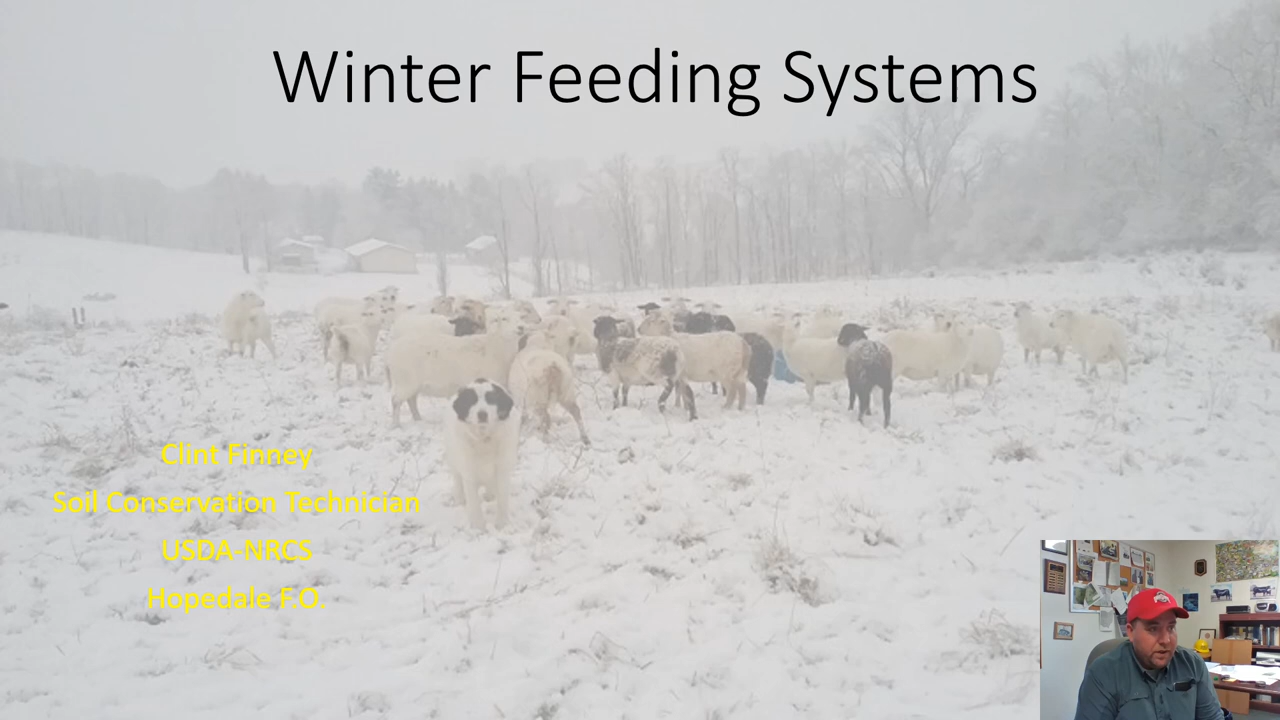 Winter Feeding Systems
Clint Finney
Soil Conservation Technician
USDA-NRCS
Hopedale F.O.